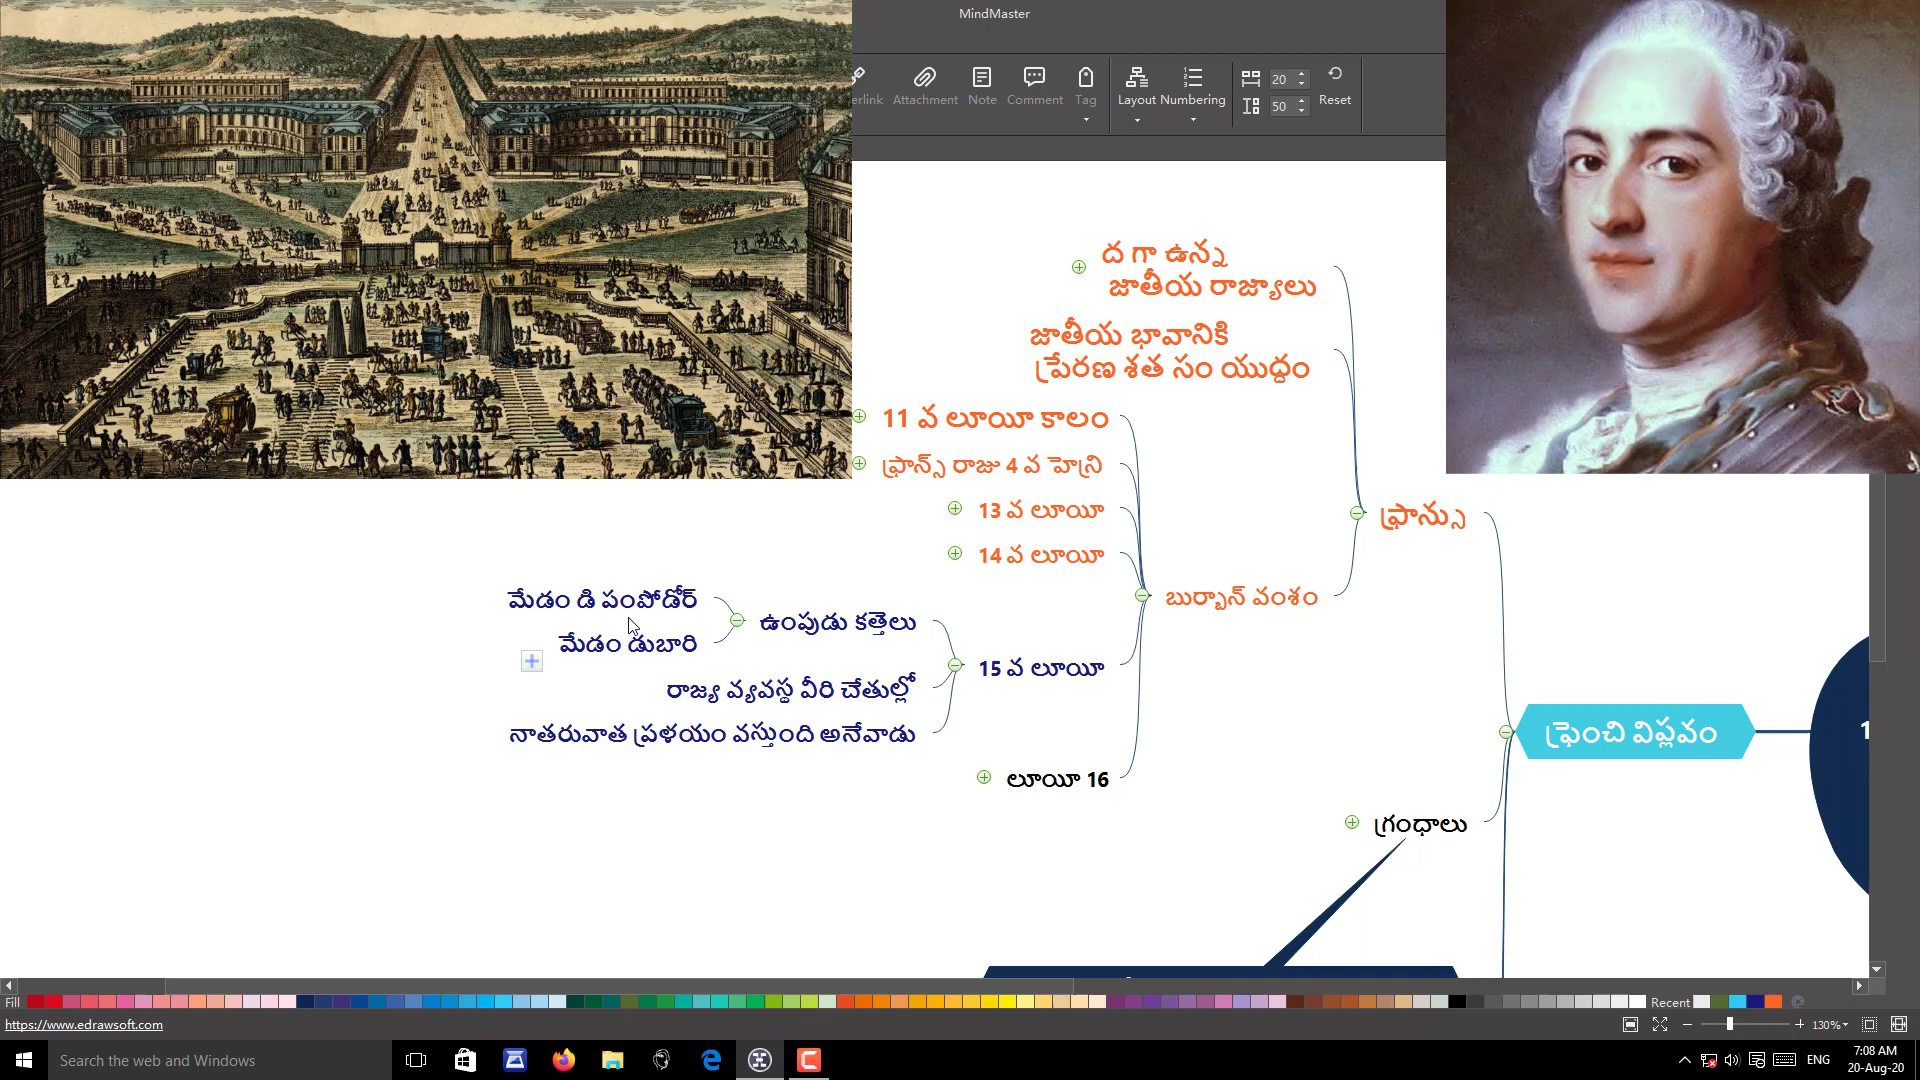 MindMaster
erlink
Attachment
Note
Comment
Tag
Layout
Numbering
20
50
Reset
ద గా ఉన్న
జాతీయ రాజ్యాలు
జాతీయ భావానికి
ప్రేరణ శత సం యుద్ధం
11 వ లూయీ కాలం
ఫ్రాన్స్ రాజు 4 వ హెన్రి
13 వ లూయీ
14 వ లూయీ
ఫ్రాన్సు
బుర్బాన్ వంశం
మేడం డి పంపోడోర్
ఉంపుడు కత్తెలు
మేడం డుబారి
15 వ లూయీ
రాజ్య వ్యవస్థ వీరి చేతుల్లో
నాతరువాత ప్రళయం వస్తుంది అనేవాడు
ఫ్రెంచి విప్లవం
1
లూయీ 16
గ్రంధాలు
Fill
Recent
https://www.edrawsoft.com
130%
Search the web and Windows
ENG
7:08 AM
20-Aug-20